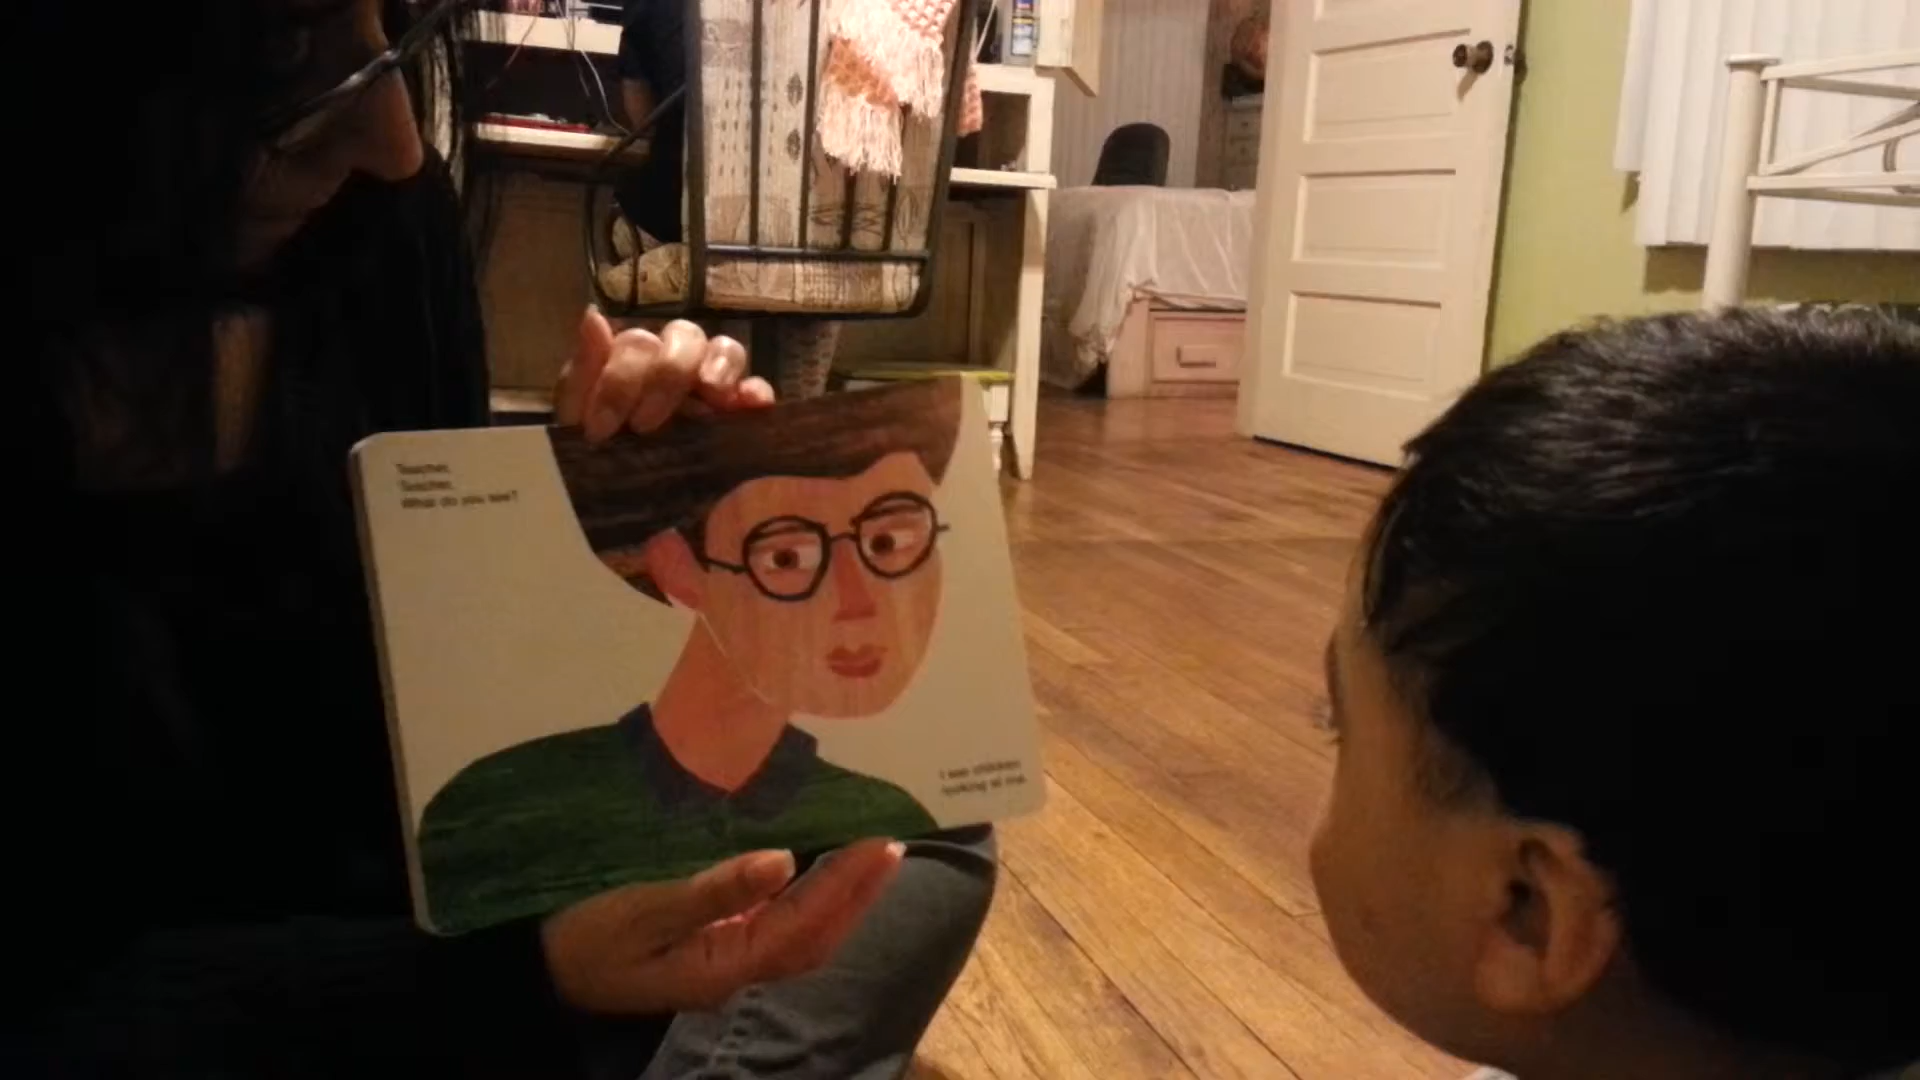 Teacher,
Teacher,
What do you see?
I see children
looking at me.